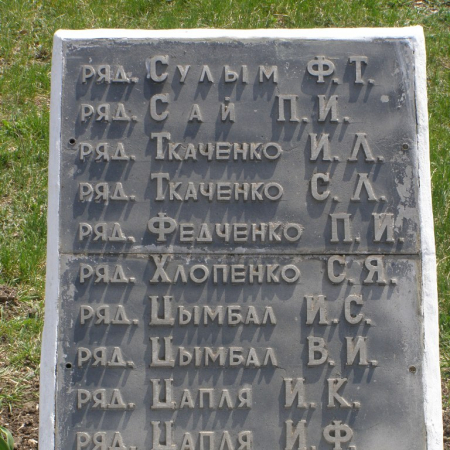 ряд. Сулым Ф.Т.
ряд. Сай П.И.
ряд. Ткаченко И.Л.
ряд. Ткаченко С.Л.
ряд. Федченко П.И.
ряд. Хлопенко С.Я.
ряд. Цымбал И.С.
ряд. Цымбал В.И.
ряд. Цапля И.К.
ряд. Цапля И.Ф.